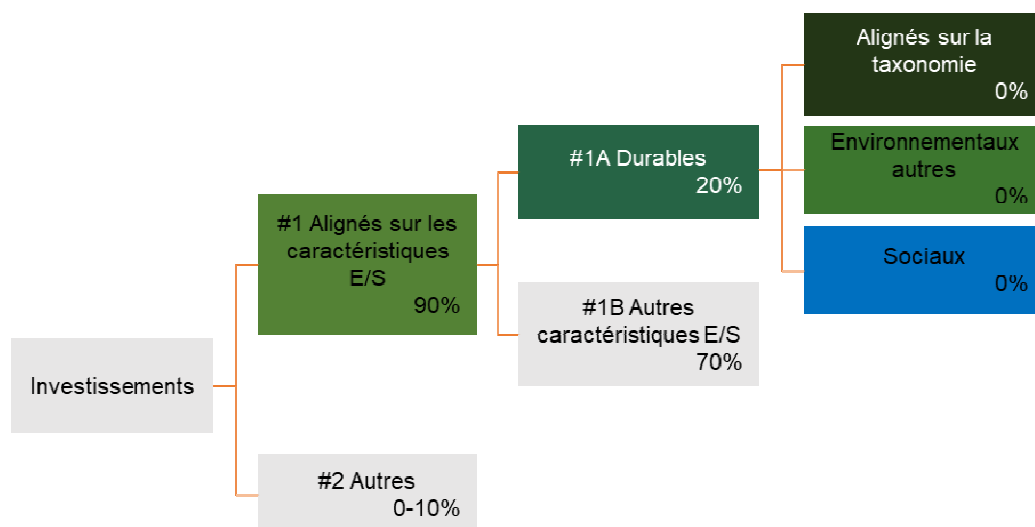 Investissements
#1 Alignés sur les
caractéristiques
E/S
90%
#2 Autres
0-10%
#1A Durables
20%
#1B Autres
caractéristiques E/S
70%
Alignés sur la
taxonomie
0%
Environnementaux
autres
0%
Sociaux
0%